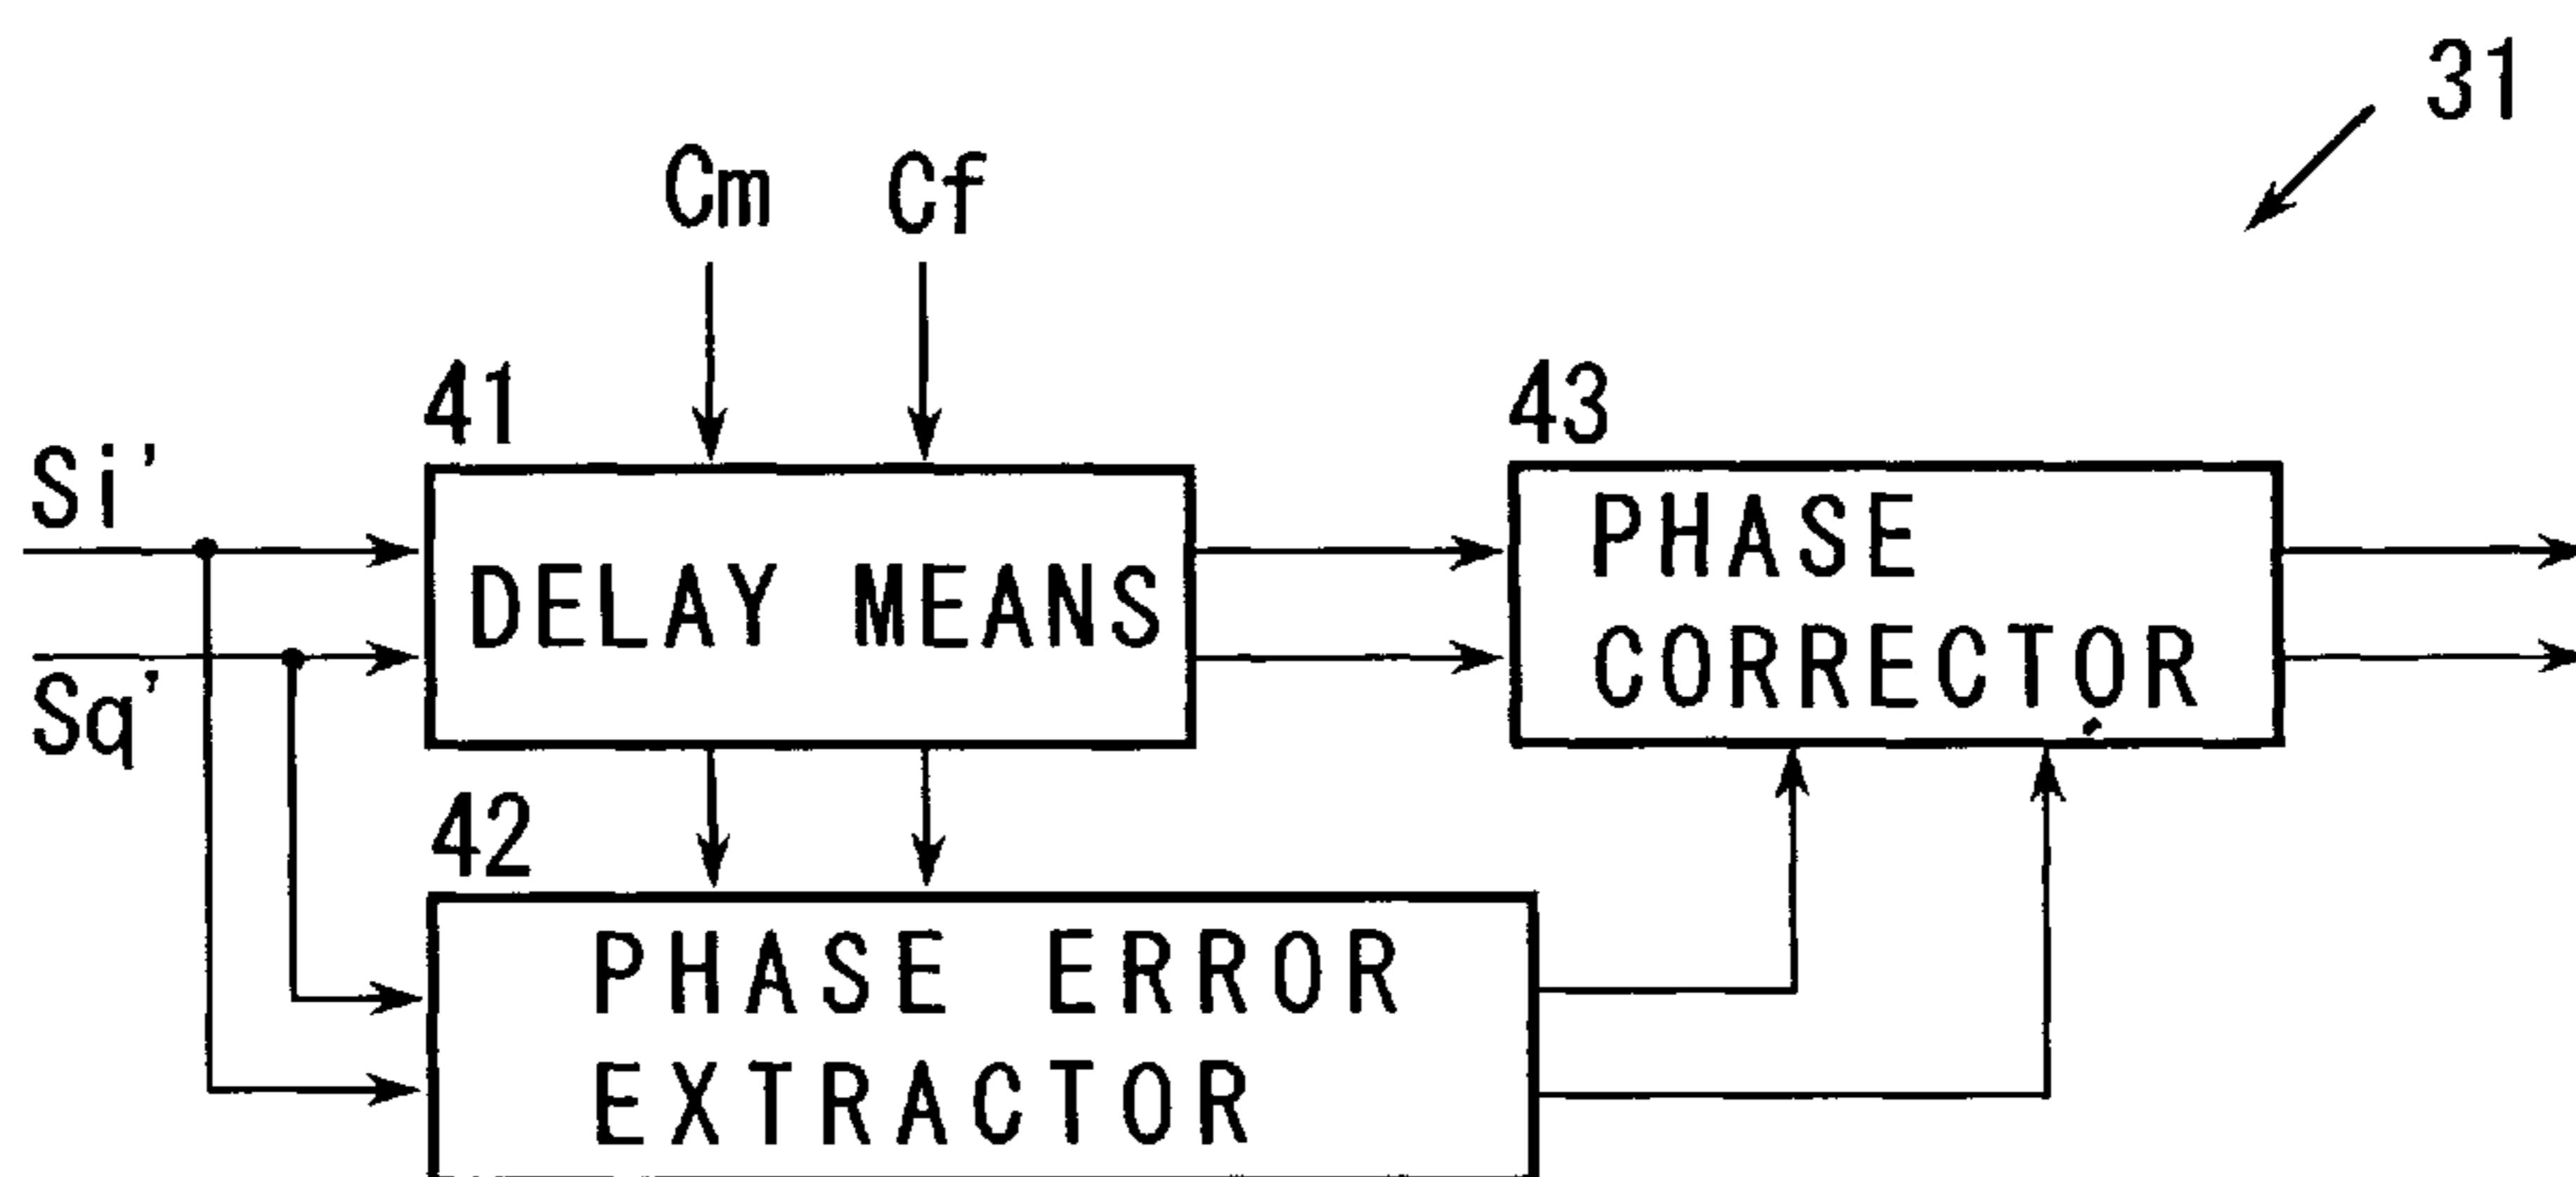 31
Cm Cf
41
43
Si'
DELAY MEANS
PHASE
CORRECTOR
Sq'
42
PHASE ERROR
EXTRACTOR